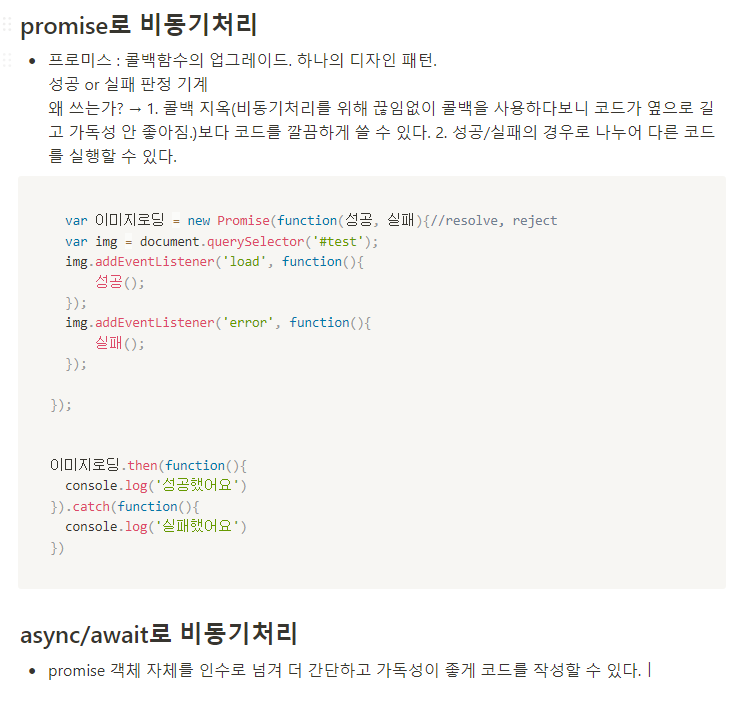 promise로 비동기처리
• 프로미스 : 콜백함수의 업그레이드. 하나의 디자인 패턴.
성공 or 실패 판정 기계
왜 쓰는가? → 1. 콜백 지옥(비동기처리를 위해 끊임없이 콜백을 사용하다보니 코드가 옆으로 길
고 가독성 안 좋아짐.)보다 코드를 깔끔하게 쓸 수 있다. 2. 성공/실패의 경우로 나누어 다른 코드
를 실행할 수 있다.
var 이미지로딩 = new Promise(function(성공, 실패){//resolve, reject
var img = document.querySelector('#test');
img.addEventListener('load', function(){
성공();
});
img.addEventListener('error', function(){
실패();
});
});
이미지로딩.then(function(){
console.log('성공했어요')
}).catch(function(){
console.log('실패했어요')
})
async/await로 비동기처리
• promise 객체 자체를 인수로 넘겨 더 간단하고 가독성이 좋게 코드를 작성할 수 있다.